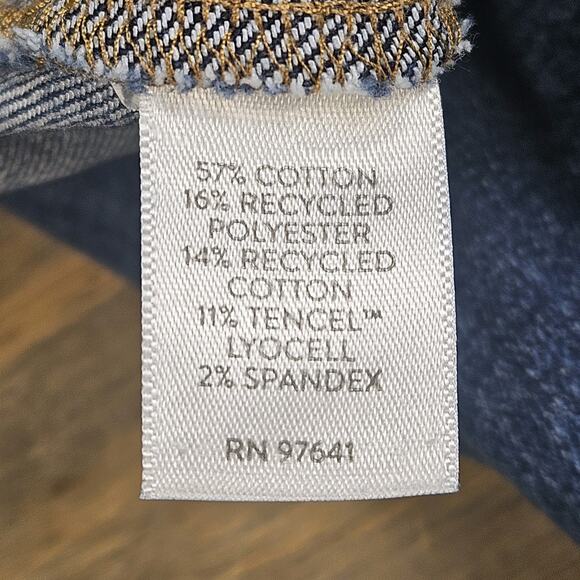 57% COTTON
16% RECYCLED
POLYESTER
14% RECYCLED
COTTON
11% TENCEL™
LYOCELL
2% SPANDEX
RN 97641